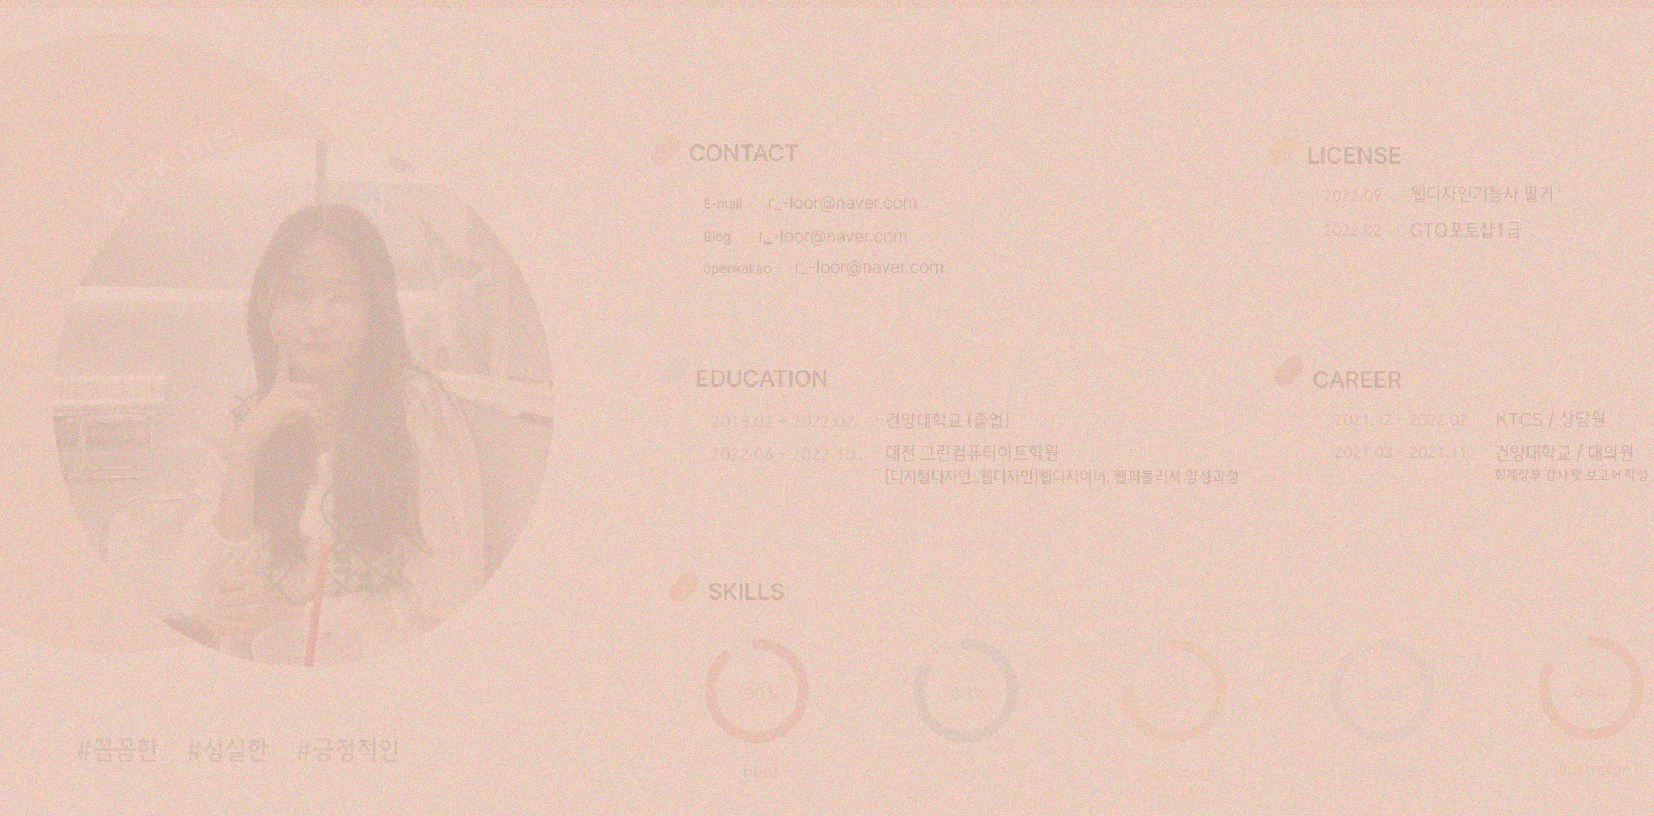 click me!
CONTACT
E-mail r_-loor@naver.com
Blog r_-loor@naver.com
openkakao r_-loor@naver.com
LICENSE
2022.09 웹디자인기능사 필기
2022.02 GTQ포토샵1급
EDUCATION
2018.02 - 2022.02 건양대학교 (졸업)
2022.06 - 2022.10 대전 그린컴퓨터아트학원
[디지털디자인_웹디자인]웹디자이너, 웹퍼블리셔 양성과정
CAREER
2021.12 - 2022.02 KTCS / 상담원
2021.03 - 2021.11 건양대학교 / 대의원
회계장부 감사 및 보고서 작성
SKILLS
90%
html
#꼼꼼한 #성실한 #긍정적인